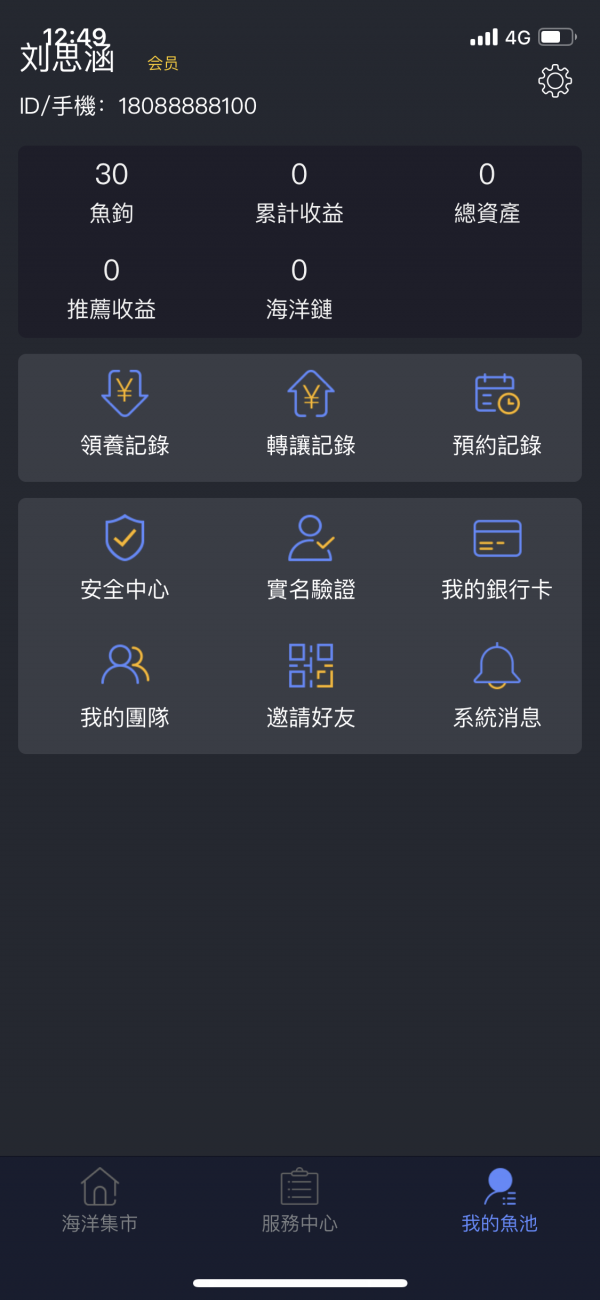 12:49 4G
刘思涵 会员
ID/手機：18088888100
30 0 0
魚鉤 累計收益 總資產
0 0
推薦收益 海洋鏈
領養記錄 轉讓記錄 預約記錄
安全中心 實名驗證 我的銀行卡
我的團隊 邀請好友 系統消息
海洋集市 服務中心 我的魚池